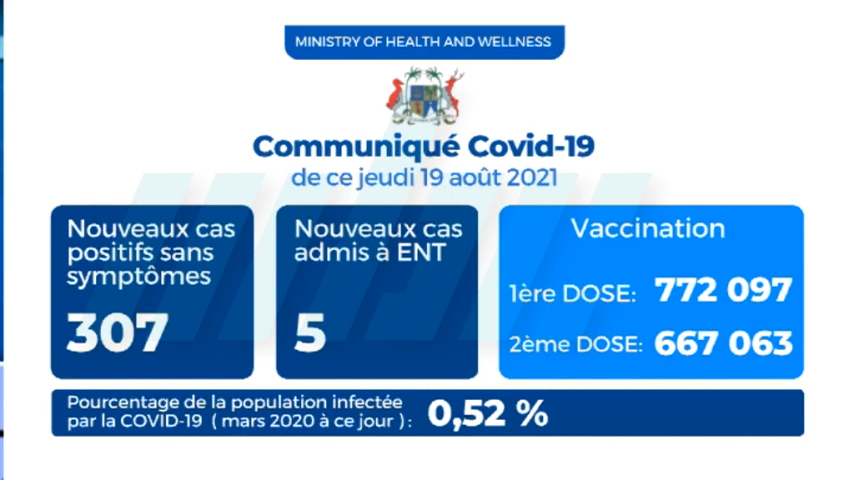 MINISTRY OF HEALTH AND WELLNESS
Communiqué Covid-19
de ce jeudi 19 août 2021
Nouveaux cas
positifs sans
symptômes
307
Nouveaux cas
admis à ENT
5
Vaccination
1ère DOSE: 772 097
2ème DOSE: 667 063
Pourcentage de la population infectée
par la COVID-19 ( mars 2020 à ce jour ) : 0,52 %